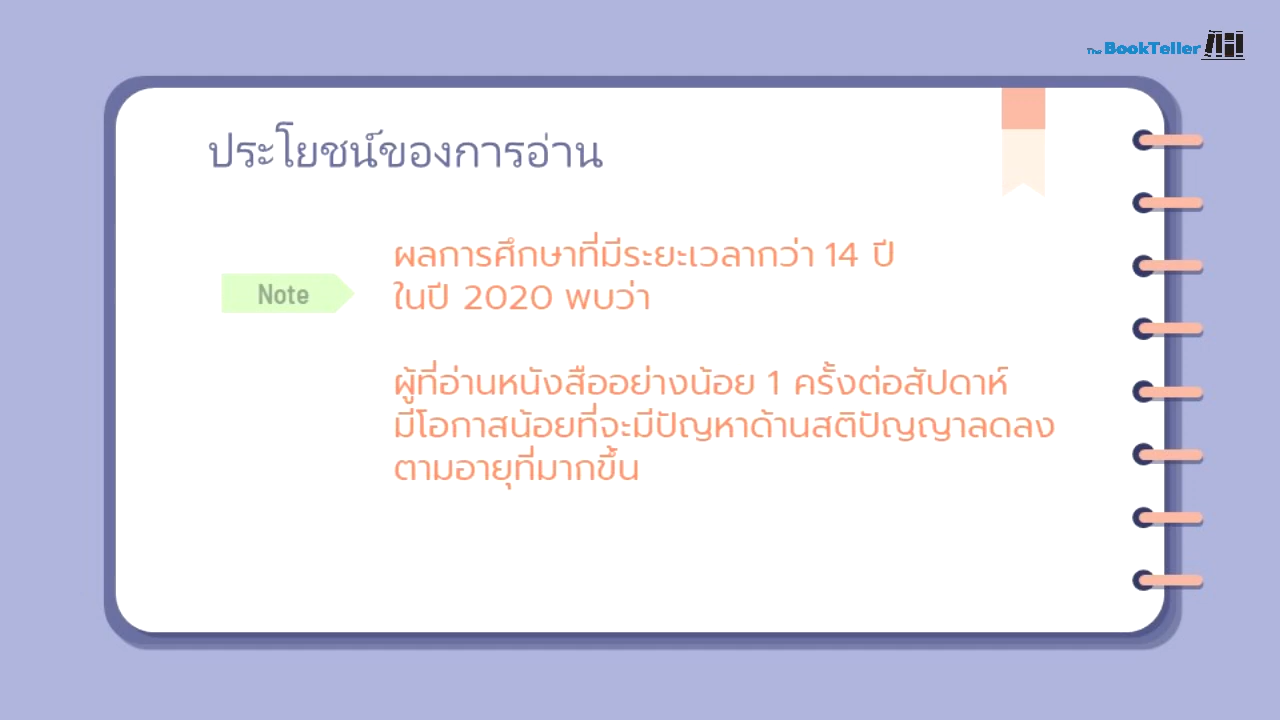 The BookTeller
ประโยชน์ของการอ่าน
Note
ผลการศึกษาที่มีระยะเวลากว่า 14 ปี
ในปี 2020 พบว่า
ผู้ที่อ่านหนังสืออย่างน้อย 1 ครั้งต่อสัปดาห์
มีโอกาสน้อยที่จะมีปัญหาด้านสติปัญญาลดลง
ตามอายุที่มากขึ้น